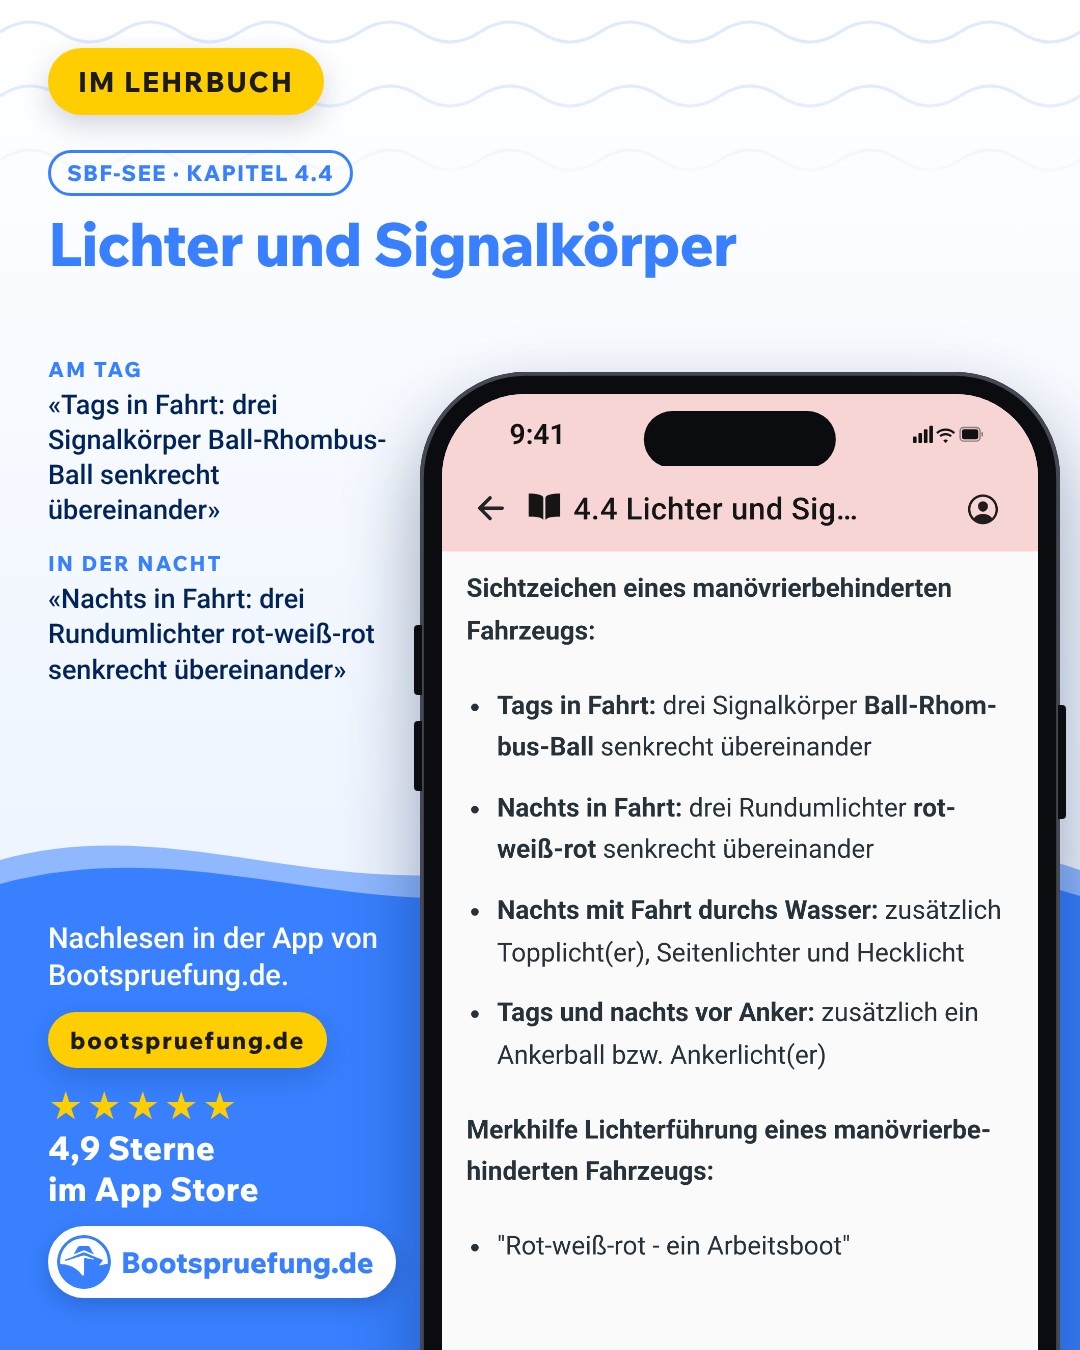 IM LEHRBUCH
SBF-SEE · KAPITEL 4.4
Lichter und Signalkörper
AM TAG
«Tags in Fahrt: drei
Signalkörper Ball-Rhombus-
Ball senkrecht
übereinander»
IN DER NACHT
«Nachts in Fahrt: drei
Rundumlichter rot-weiß-rot
senkrecht übereinander»
Nachlesen in der App von
Bootspruefung.de.
bootspruefung.de
★★★★★
4,9 Sterne
im App Store
Bootspruefung.de
9:41
4.4 Lichter und Sig...
Sichtzeichen eines manövrierbehinderten
Fahrzeugs:
• Tags in Fahrt: drei Signalkörper Ball-Rhom-
bus-Ball senkrecht übereinander
• Nachts in Fahrt: drei Rundumlichter rot-
weiß-rot senkrecht übereinander
• Nachts mit Fahrt durchs Wasser: zusätzlich
Topplicht(er), Seitenlichter und Hecklicht
• Tags und nachts vor Anker: zusätzlich ein
Ankerball bzw. Ankerlicht(er)
Merkhilfe Lichterführung eines manövrierbe-
hinderten Fahrzeugs:
• "Rot-weiß-rot - ein Arbeitsboot"